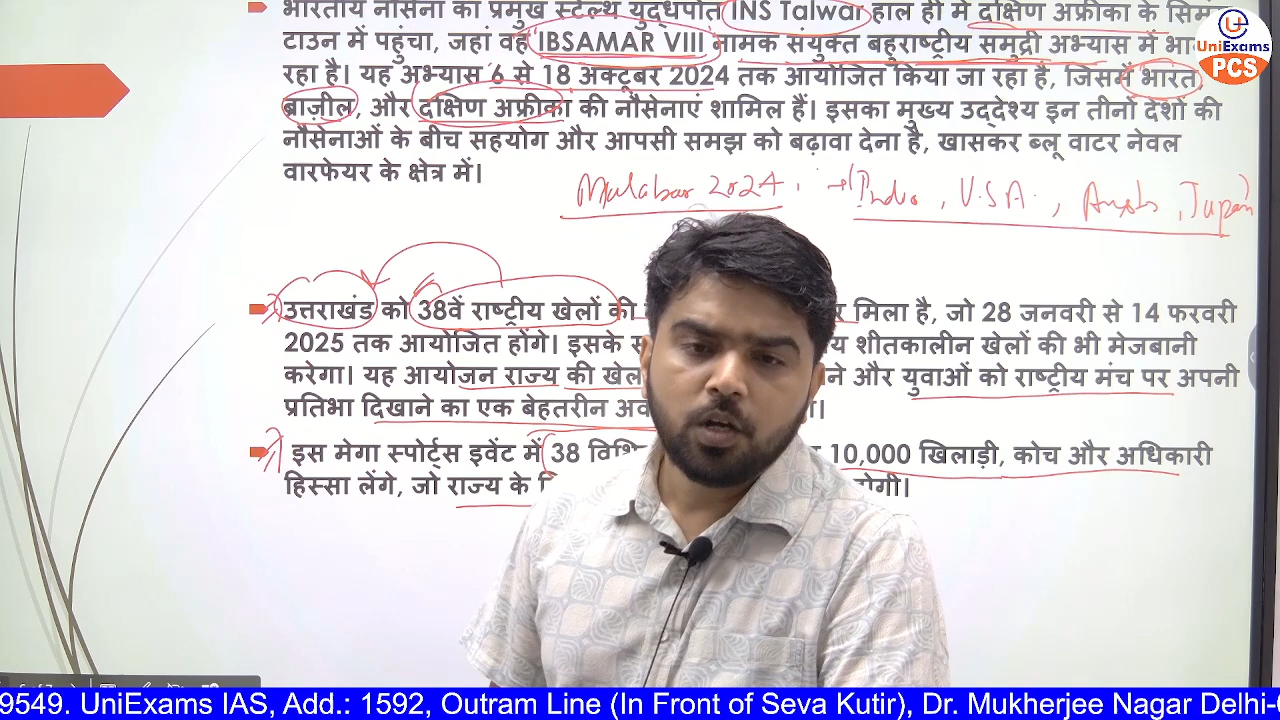 भारतीय नौसेना का प्रमुख स्टेल्थ युद्धपोत INS Talwar हाल ही में दक्षिण अफ्रीका के
टाउन में पहुंचा, जहां वह IBSAMAR VIII नामक संयुक्त बहुराष्ट्रीय समुद्री अभ्यास में
रहा है। यह अभ्यास 6 से 18 अक्टूबर 2024 तक आयोजित किया जा रहा है, जिसमें भारत
ब्राज़ील, और दक्षिण अफ्रीका की नौसेनाएं शामिल हैं। इसका मुख्य उद्देश्य इन तीनों देशों की
नौसेनाओं के बीच सहयोग और आपसी समझ को बढ़ावा देना है, खासकर ब्लू वाटर नेवल
वारफेयर के क्षेत्र में।
UniExams
PCS
Malabar 2024 India, U.S.A., Japan
उत्तराखंड को 38वें राष्ट्रीय खेलों की मिला है, जो 28 जनवरी से 14 फरवरी
2025 तक आयोजित होंगे। इसके शीतकालीन खेलों की भी मेजबानी
करेगा। यह आयोजन राज्य की और युवाओं को राष्ट्रीय मंच पर अपनी
प्रतिभा दिखाने का एक बेहतरीन
इस मेगा स्पोर्ट्स इवेंट में 38 10,000 खिलाड़ी, कोच और अधिकारी
हिस्सा लेंगे, जो राज्य के
9549. UniExams IAS, Add.: 1592, Outram Line (In Front of Seva Kutir), Dr. Mukherjee Nagar Delhi-